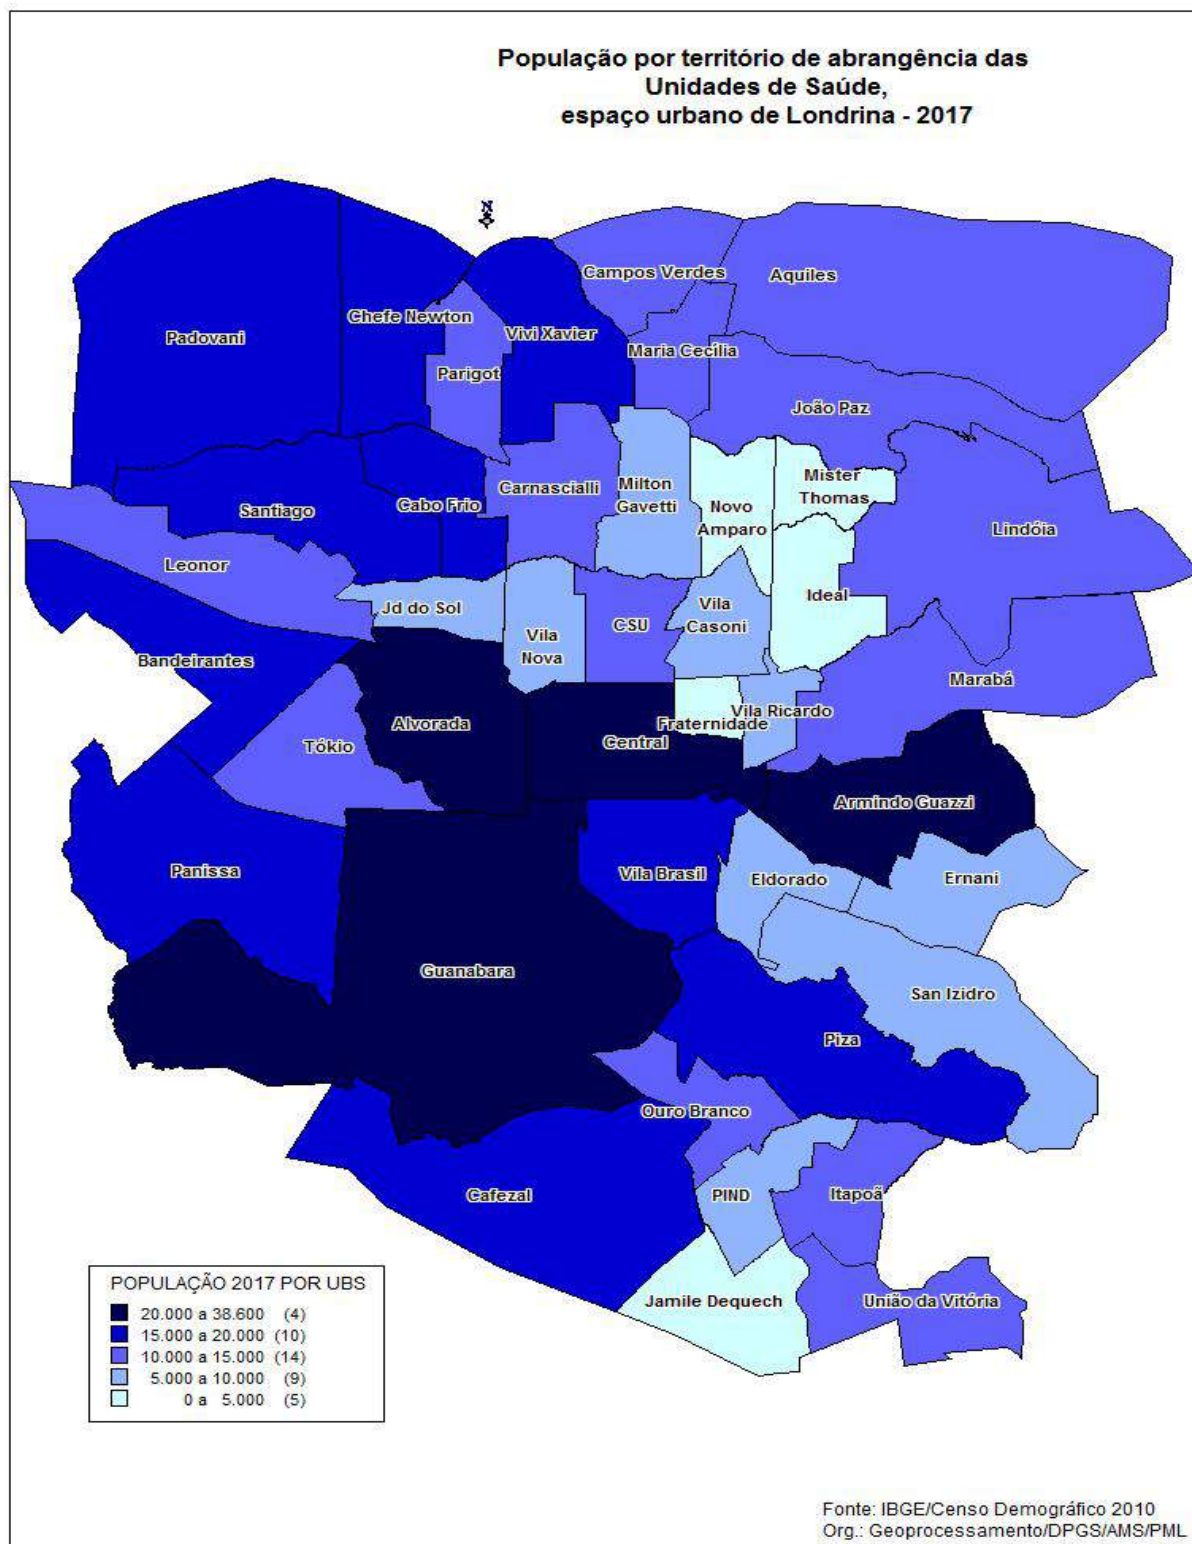 População por território de abrangência das
Unidades de Saúde,
espaço urbano de Londrina - 2017
N
Campos Verdes
Aquiles
Chefe Newton
Padovani
Vivi Xavier
Maria Cecília
Parigot
João Paz
Mister
Thomas
Carnascialli
Milton
Gavetti
Novo
Amparo
Cabo Frio
Santiago
Lindóia
Leonor
Ideal
Jd do Sol
Vila
Nova
CSU
Vila
Casoni
Bandeirantes
Marabá
Alvorada
Fraternidade
Vila Ricardo
Tókio
Central
Armindo Guazzi
Panissa
Vila Brasil
Eldorado
Ernani
Guanabara
San Izidro
Piza
Ouro Branco
Cafezal
PIND
Itapoã
Jamile Dequech
União da Vitória
POPULAÇÃO 2017 POR UBS
20.000 a 38.600 (4)
15.000 a 20.000 (10)
10.000 a 15.000 (14)
5.000 a 10.000 (9)
0 a 5.000 (5)
Fonte: IBGE/Censo Demográfico 2010
Org.: Geoprocessamento/DPGS/AMS/PML